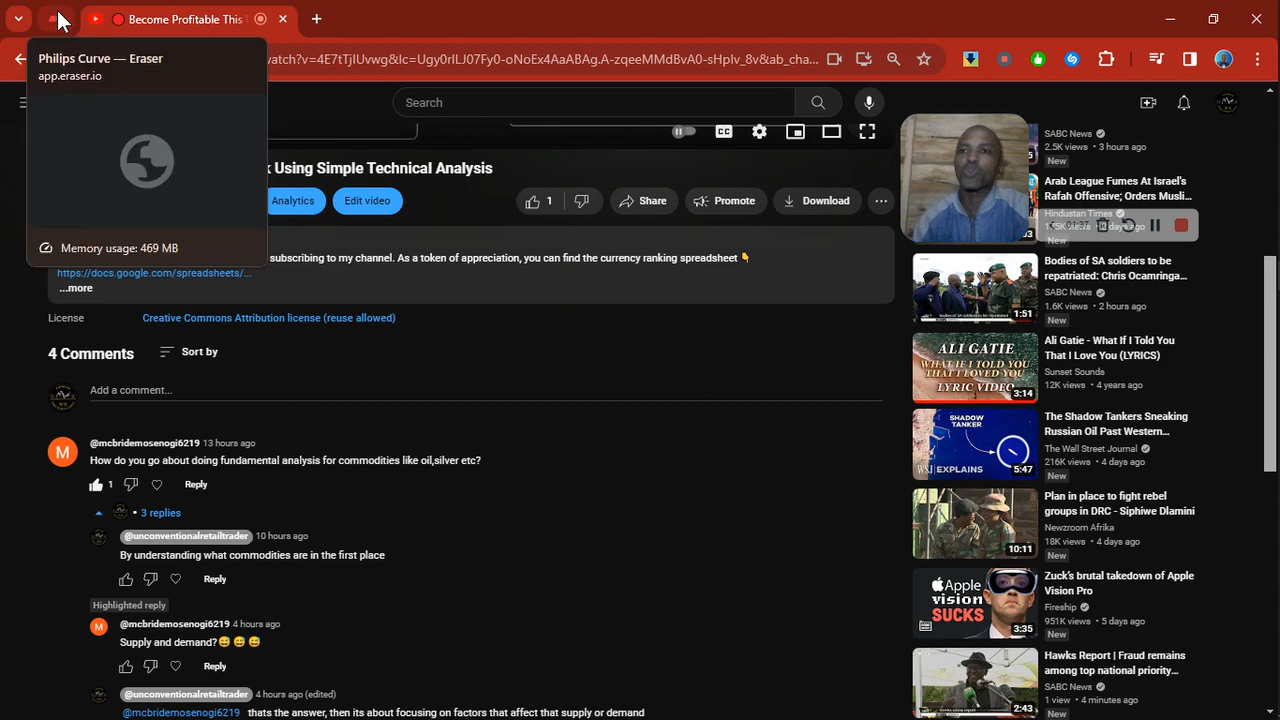 Become Profitable This
Philips Curve — Eraser
app.eraser.io
Memory usage: 469 MB
watch?v=4E7tTjIUvwg&lc=Ugy0rILJ07Fy0-oNoEx4AaABAg.A-zqeeMMdBvA0-sHpIv_8v&ab_cha...
Search
Using Simple Technical Analysis
Analytics
Edit video
1
Share
Promote
Download
subscribing to my channel. As a token of appreciation, you can find the currency ranking spreadsheet 👇
https://docs.google.com/spreadsheets/...
...more
License
Creative Commons Attribution license (reuse allowed)
4 Comments
Sort by
Add a comment...
@mcbridemosenogi6219 13 hours ago
How do you go about doing fundamental analysis for commodities like oil,silver etc?
1
Reply
• 3 replies
@unconventionalretailtrader 10 hours ago
By understanding what commodities are in the first place
Reply
Highlighted reply
@mcbridemosenogi6219 4 hours ago
Supply and demand?😅😅😅
Reply
@unconventionalretailtrader 4 hours ago (edited)
@mcbridemosenogi6219 thats the answer, then its about focusing on factors that affect that supply or demand
SABC News
2.5K views • 3 hours ago
New
Arab League Fumes At Israel's
Rafah Offensive; Orders Musli...
Hindustan Times
New
Bodies of SA soldiers to be
repatriated: Chris Ocamringa...
SABC News
1.6K views • 2 hours ago
New
1:51
Ali Gatie - What If I Told You
That I Love You (LYRICS)
Sunset Sounds
12K views • 4 years ago
ALI GATIE
WHAT IF I TOLD YOU
THAT I LOVED YOU
LYRIC VIDEO
3:14
The Shadow Tankers Sneaking
Russian Oil Past Western...
The Wall Street Journal
216K views • 4 days ago
New
SHADOW
TANKER
WSJ EXPLAINS
5:47
Plan in place to fight rebel
groups in DRC - Siphiwe Dlamini
Newzroom Afrika
18K views • 4 days ago
New
10:11
Zuck's brutal takedown of Apple
Vision Pro
Fireship
951K views • 5 days ago
New
Apple
vision
SUCKS
3:35
Hawks Report | Fraud remains
among top national priority...
SABC News
1 view • 4 minutes ago
New
2:43